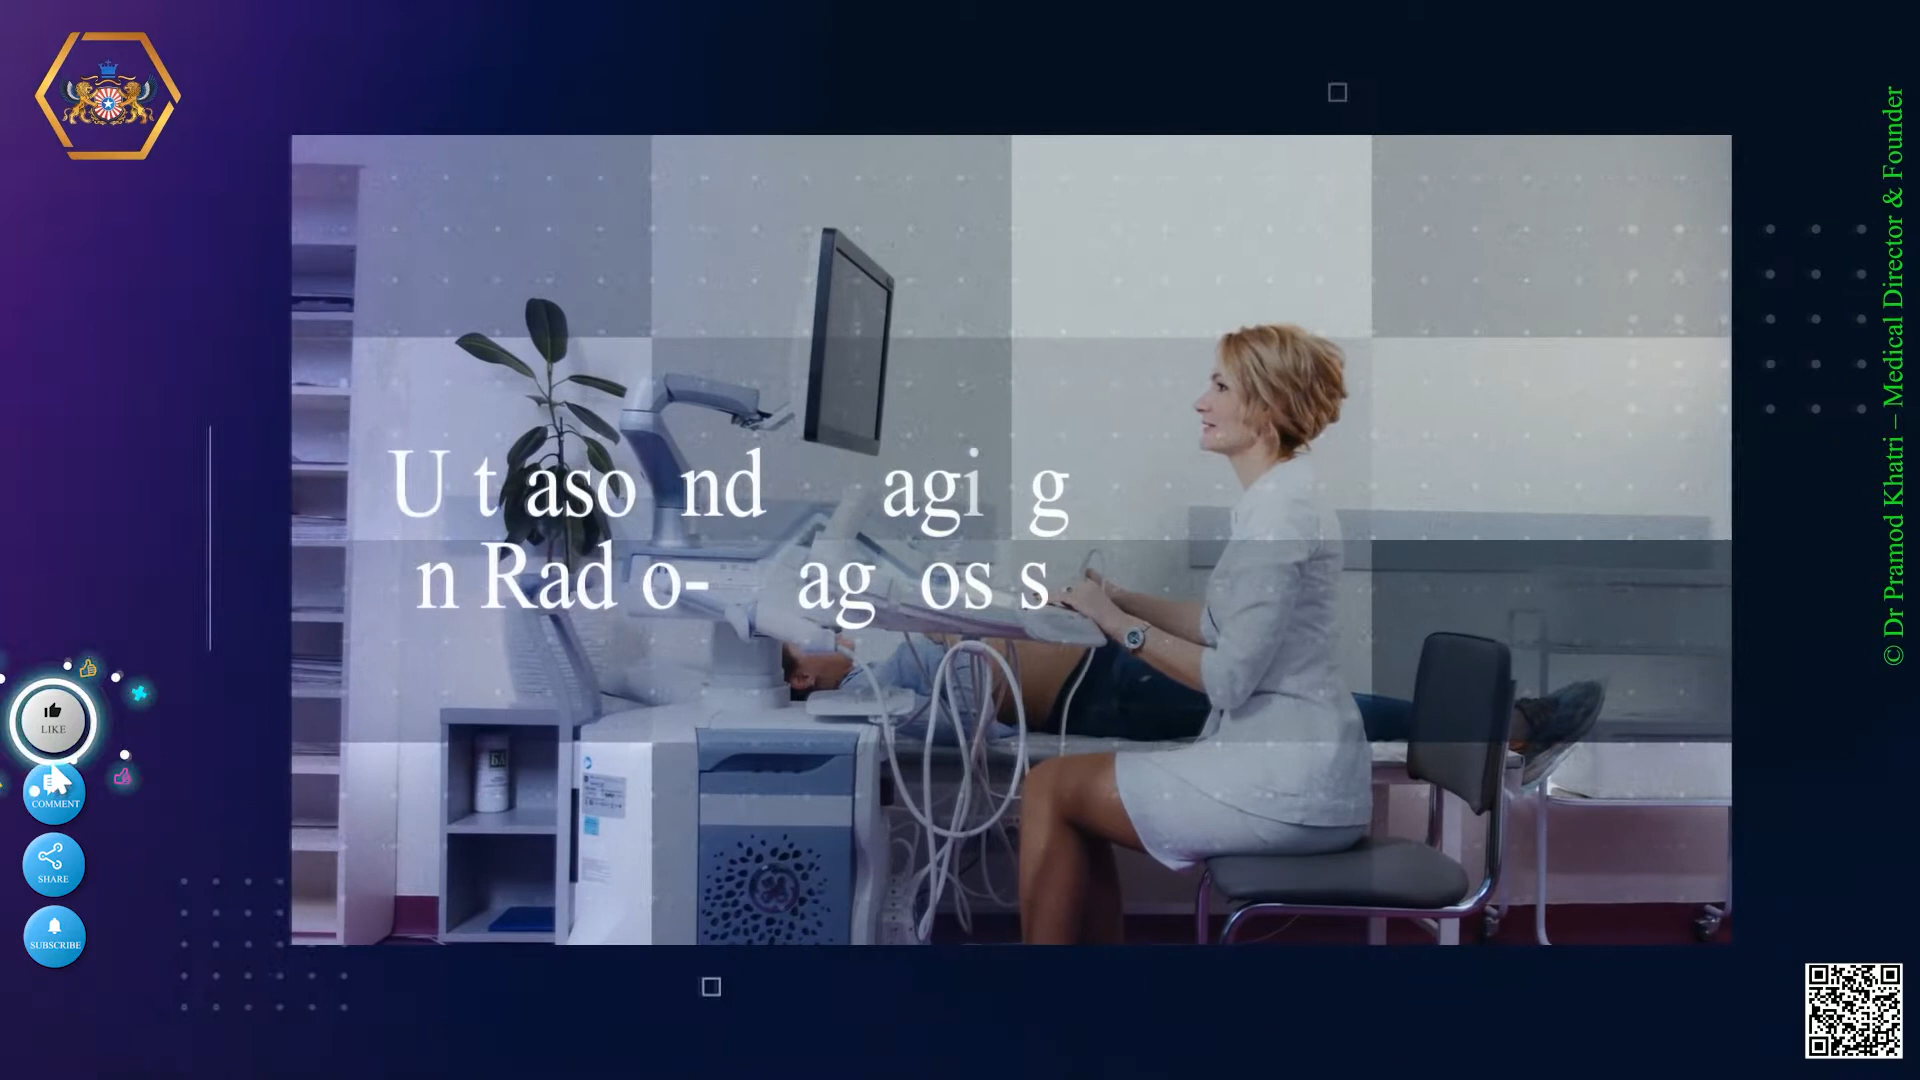 U t aso nd agi g
n Rad o- ag os s
LIKE
COMMENT
SHARE
SUBSCRIBE
© Dr Pramod Khatri – Medical Director & Founder